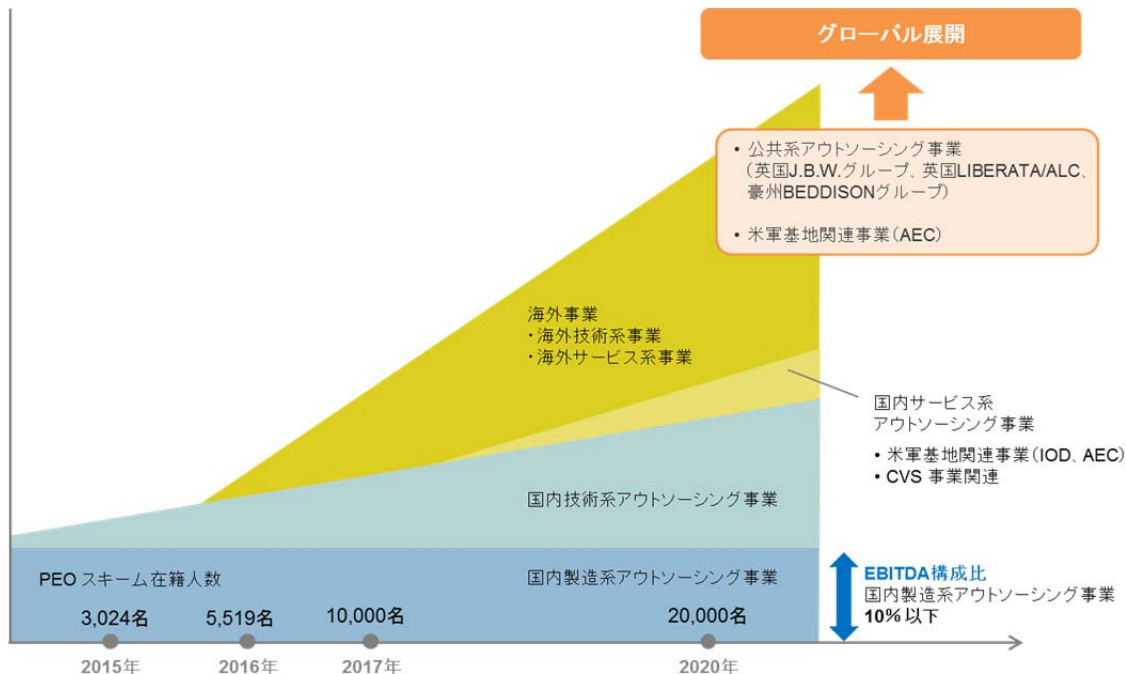 グローバル展開
• 公共系アウトソーシング事業
（英国J.B.W.グループ、英国LIBERATA/ALC、
豪州BEDDISONグループ）
• 米軍基地関連事業（AEC）
海外事業
・海外技術系事業
・海外サービス系事業
国内サービス系
アウトソーシング事業
• 米軍基地関連事業（IOD、AEC）
• CVS 事業関連
国内技術系アウトソーシング事業
PEO スキーム在籍人数
国内製造系アウトソーシング事業
EBITDA構成比
国内製造系アウトソーシング事業
10% 以下
3,024名
5,519名
10,000名
20,000名
2015年
2016年
2017年
2020年